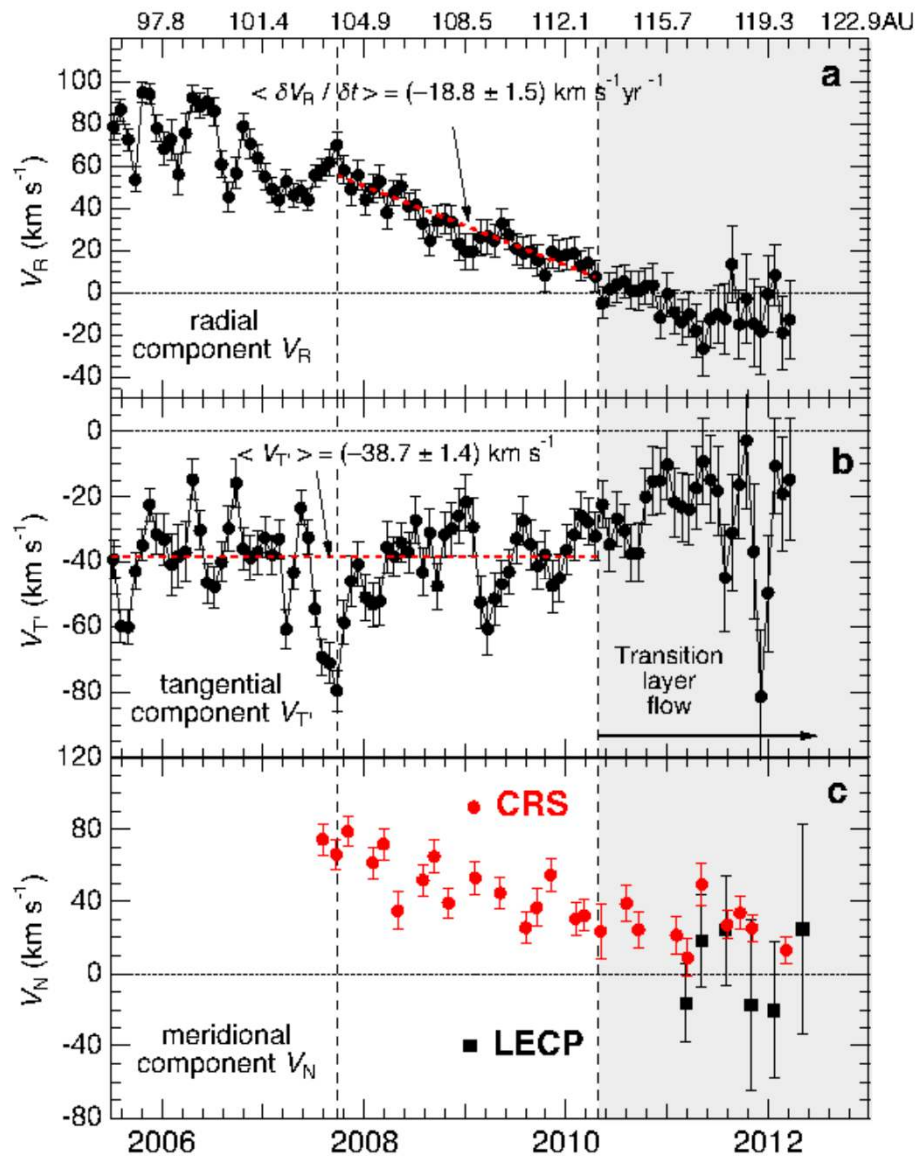 97.8 101.4 104.9 108.5 112.1 115.7 119.3 122.9AU
a
< δV_R / δt > = (−18.8 ± 1.5) km s⁻¹yr⁻¹
100
80
60
40
20
0
-20
-40
V_R (km s⁻¹)
radial
component V_R
b
< V_T' > = (−38.7 ± 1.4) km s⁻¹
0
-20
-40
-60
-80
V_T' (km s⁻¹)
tangential
component V_T'
Transition
layer
flow
c
CRS
120
80
40
0
-40
-80
V_N (km s⁻¹)
meridional
component V_N
LECP
2006 2008 2010 2012